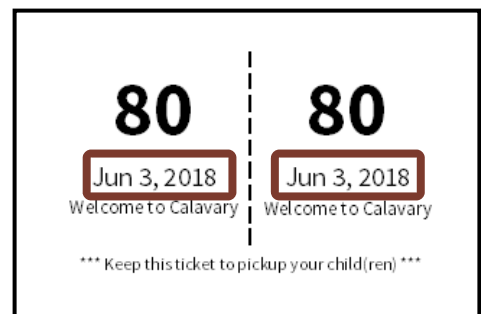 80 80
Jun 3, 2018 Jun 3, 2018
Welcome to Calavary Welcome to Calavary
*** Keep this ticket to pickup your child(ren) ***